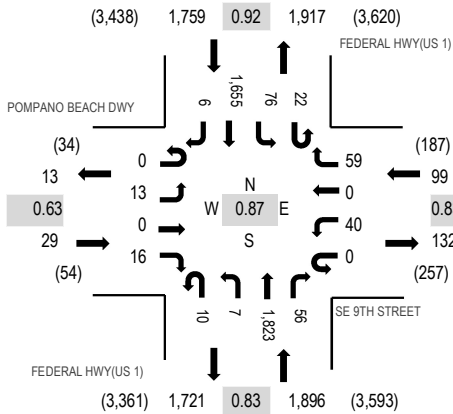 (3,438) 1,759 0.92 1,917 (3,620)
FEDERAL HWY(US 1)
POMPANO BEACH DWY
6 1,655 76 22
(34) 0 59 (187)
13 13 0 99
N
0.63 W 0.87 E 0.8
S
29 0 40 132
(54) 16 0 (257)
10 7 1,823 56
SE 9TH STREET
FEDERAL HWY(US 1)
(3,361) 1,721 0.83 1,896 (3,593)